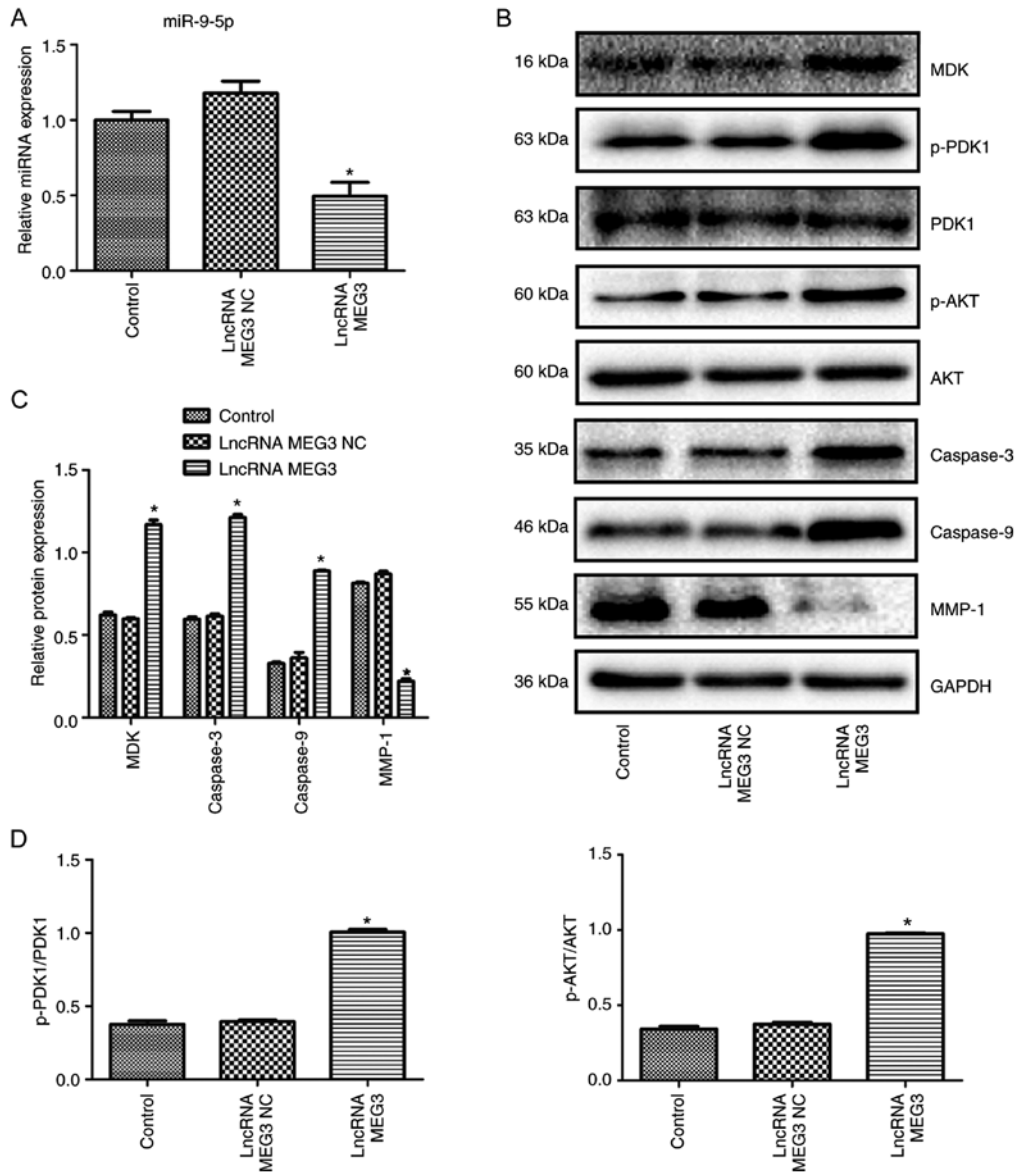 A
miR-9-5p
Relative miRNA expression
1.5
1.0
0.5
0.0
*
Control
LncRNA
MEG3 NC
LncRNA
MEG3
B
16 kDa
MDK
63 kDa
p-PDK1
63 kDa
PDK1
60 kDa
p-AKT
60 kDa
AKT
35 kDa
Caspase-3
46 kDa
Caspase-9
55 kDa
MMP-1
36 kDa
GAPDH
Control
LncRNA
MEG3 NC
LncRNA
MEG3
C
Control
LncRNA MEG3 NC
LncRNA MEG3
Relative protein expression
1.5
1.0
0.5
0.0
*
*
*
*
MDK
Caspase-3
Caspase-9
MMP-1
D
p-PDK1/PDK1
1.5
1.0
0.5
0.0
*
Control
LncRNA
MEG3 NC
LncRNA
MEG3
p-AKT/AKT
1.5
1.0
0.5
0.0
*
Control
LncRNA
MEG3 NC
LncRNA
MEG3